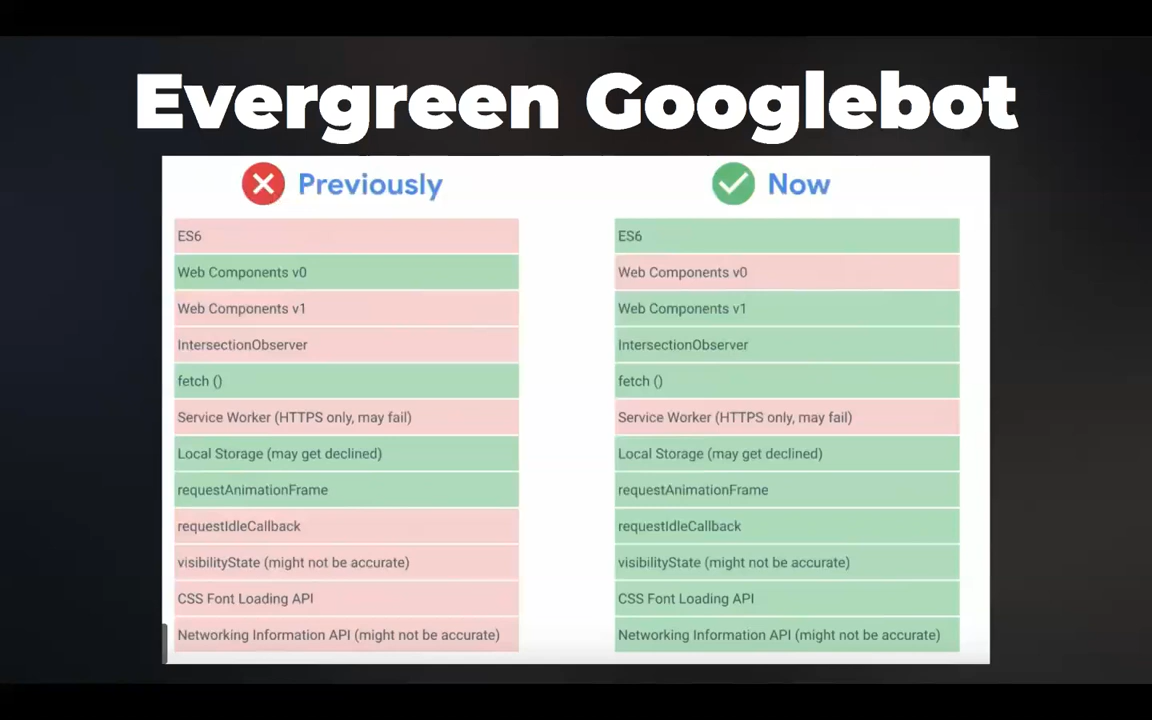 Evergreen Googlebot
Previously
ES6
Web Components v0
Web Components v1
IntersectionObserver
fetch ()
Service Worker (HTTPS only, may fail)
Local Storage (may get declined)
requestAnimationFrame
requestIdleCallback
visibilityState (might not be accurate)
CSS Font Loading API
Networking Information API (might not be accurate)
Now
ES6
Web Components v0
Web Components v1
IntersectionObserver
fetch ()
Service Worker (HTTPS only, may fail)
Local Storage (may get declined)
requestAnimationFrame
requestIdleCallback
visibilityState (might not be accurate)
CSS Font Loading API
Networking Information API (might not be accurate)